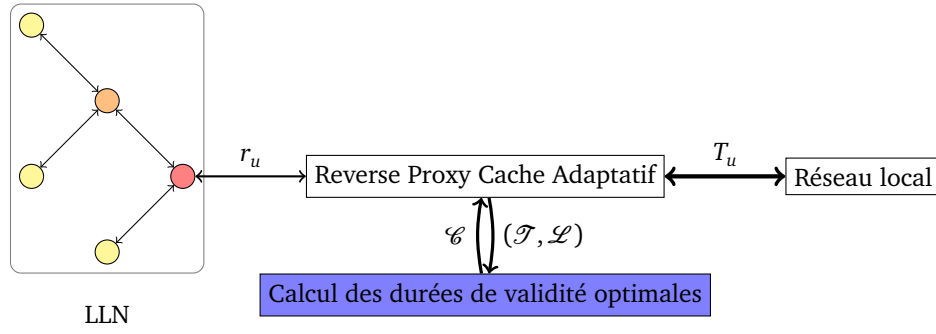 r_u
Reverse Proxy Cache Adaptatif
T_u
Réseau local
𝒞
(𝒯, ℒ)
Calcul des durées de validité optimales
LLN